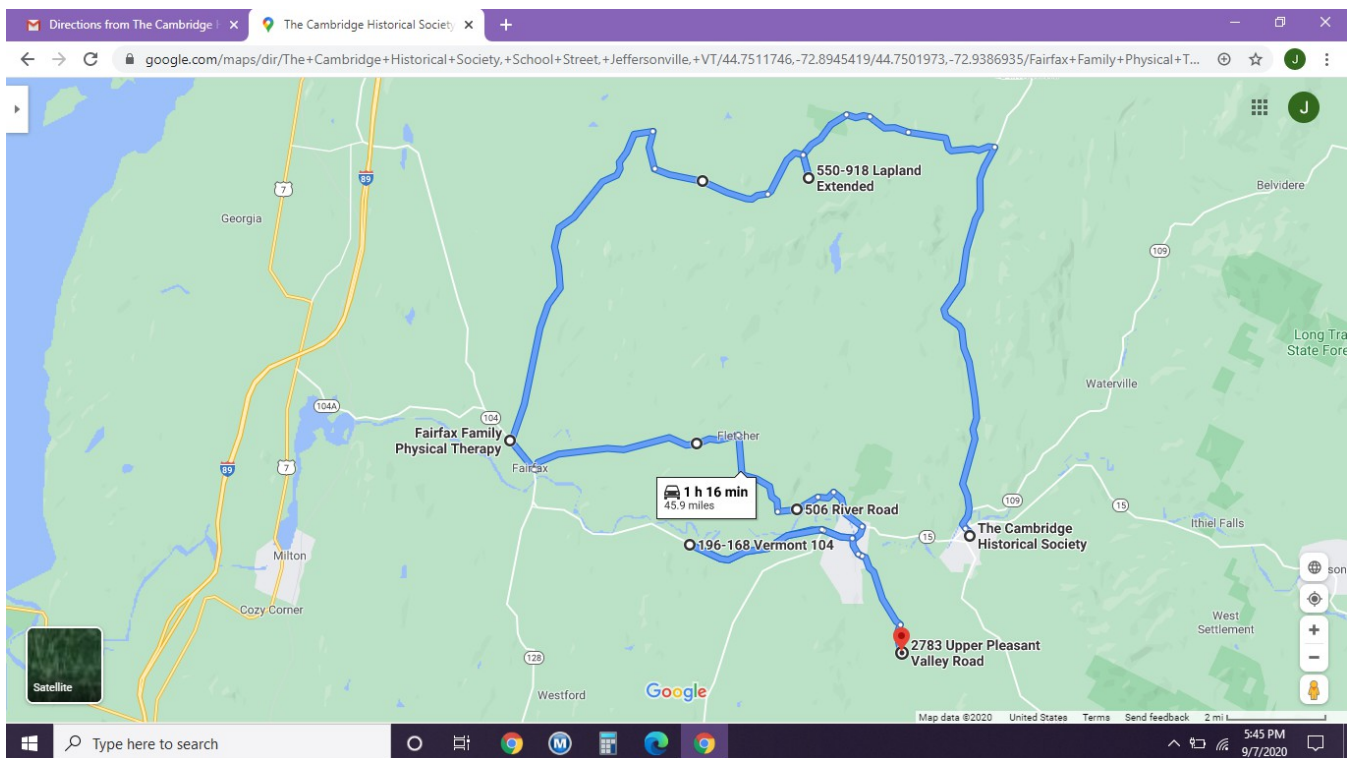 Directions from The Cambridge H
The Cambridge Historical Society
google.com/maps/dir/The+Cambridge+Historical+Society,+School+Street,+Jeffersonville,+VT/44.7511746,-72.8945419/44.7501973,-72.9386935/Fairfax+Family+Physical+T...
J
J
550-918 Lapland
Extended
Belvidere
7
89
Georgia
109
Long Tra
State Fore
Waterville
104A
104
Fairfax Family
Physical Therapy
Fletcher
Fairfax
89
7
1 h 16 min
45.9 miles
506 River Road
109
15
The Cambridge
Historical Society
15
Ithiel Falls
196-168 Vermont 104
Milton
son
Cozy Corner
West
Settlement
2783 Upper Pleasant
Valley Road
128
Satellite
Westford
Google
Map data ©2020 United States Terms Send feedback 2 mi
Type here to search
M
5:45 PM
9/7/2020